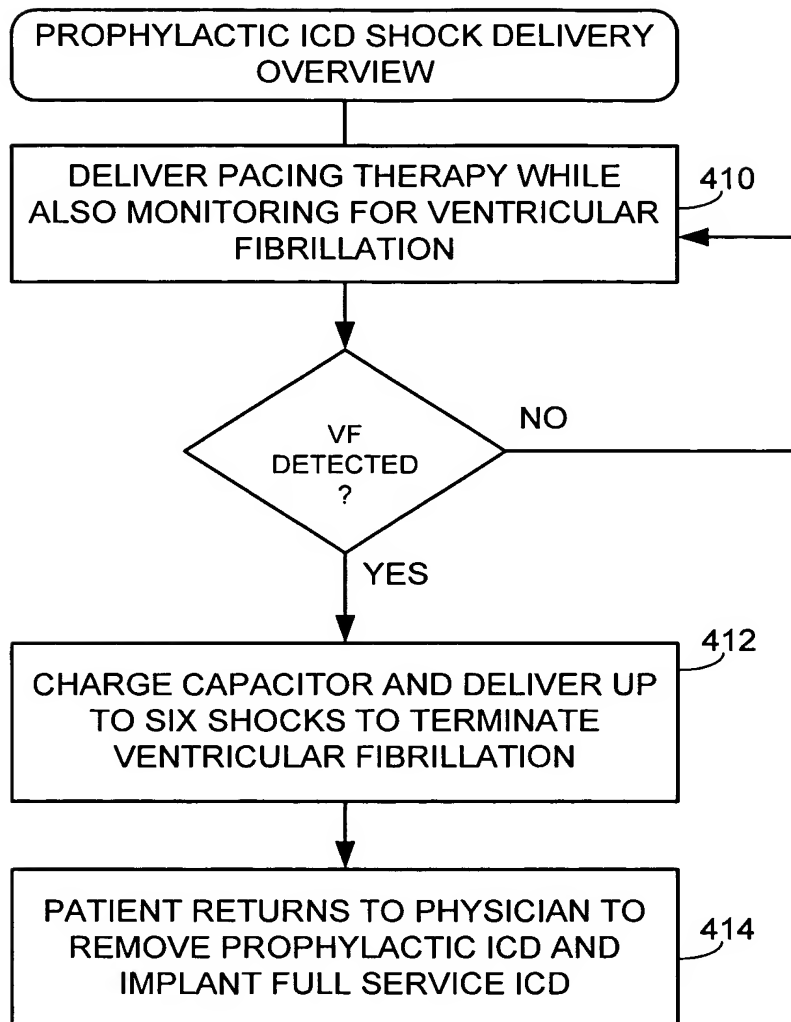 PROPHYLACTIC ICD SHOCK DELIVERY
OVERVIEW
DELIVER PACING THERAPY WHILE
ALSO MONITORING FOR VENTRICULAR
FIBRILLATION
410
VF
DETECTED
?
NO
YES
412
CHARGE CAPACITOR AND DELIVER UP
TO SIX SHOCKS TO TERMINATE
VENTRICULAR FIBRILLATION
PATIENT RETURNS TO PHYSICIAN TO
REMOVE PROPHYLACTIC ICD AND
IMPLANT FULL SERVICE ICD
414